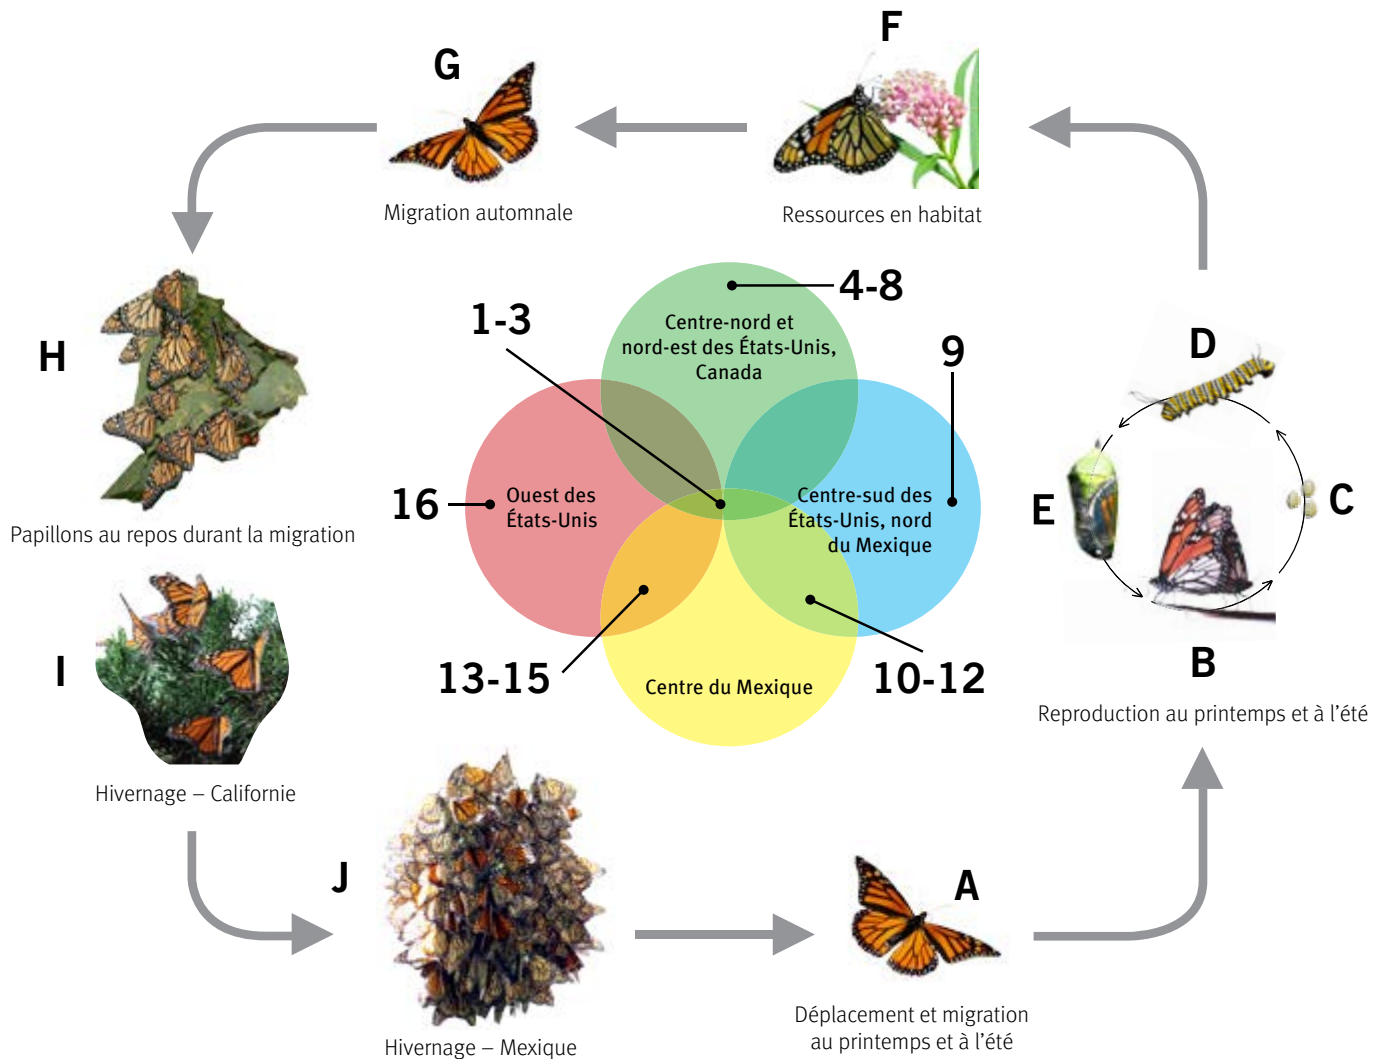 F
G
Migration automnale
Ressources en habitat
4-8
1-3
Centre-nord et
nord-est des États-Unis,
Canada
9
D
H
16
Ouest des
États-Unis
Centre-sud des
États-Unis, nord
du Mexique
E
C
Papillons au repos durant la migration
I
13-15
Centre du Mexique
10-12
B
Reproduction au printemps et à l’été
Hivernage – Californie
J
A
Déplacement et migration
au printemps et à l’été
Hivernage – Mexique